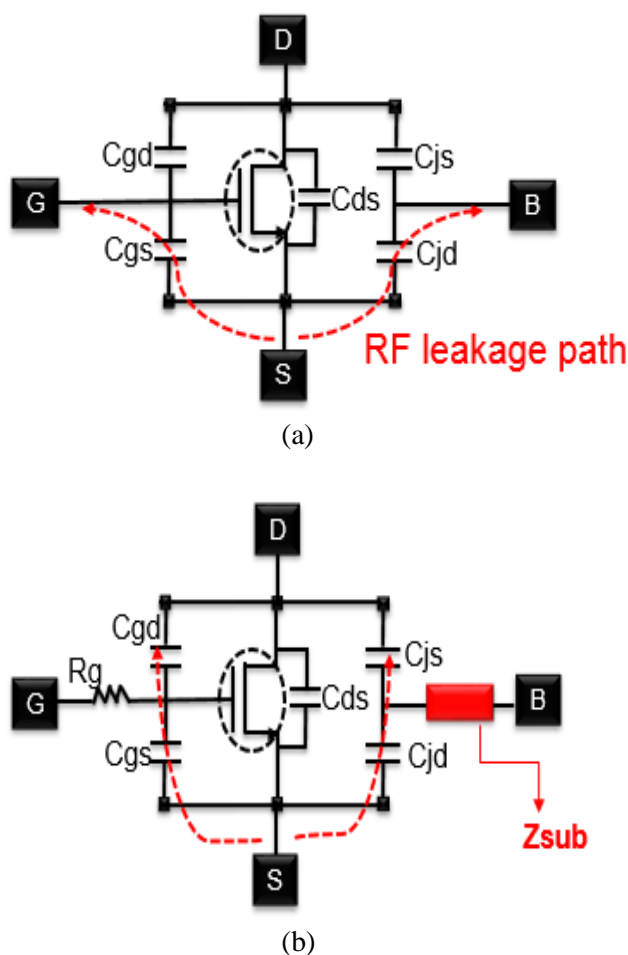 D
Cgd
Cjs
G
Cds
B
Cgs
Cjd
RF leakage path
S
(a)
D
Cgd
Cjs
Rg
G
Cds
B
Cgs
Cjd
Zsub
S
(b)